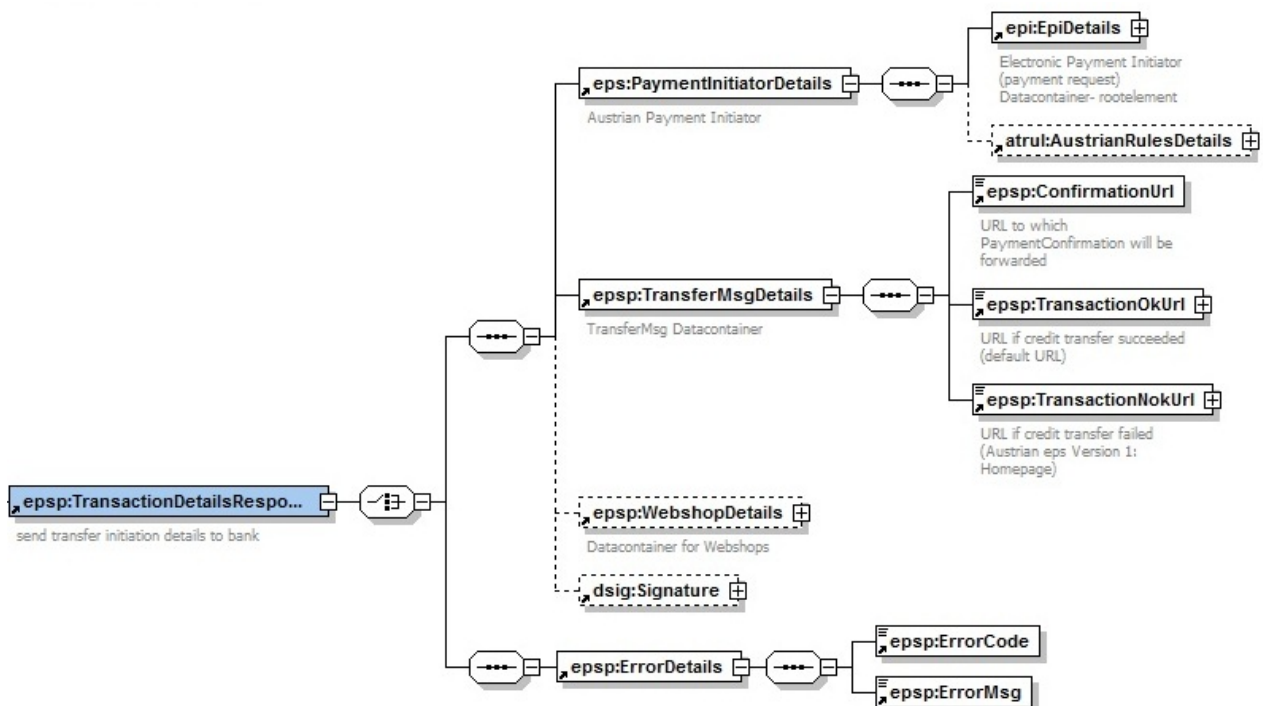 epi:EpiDetails
Electronic Payment Initiator
(payment request)
Datacontainer- rootelement
eps:PaymentInitiatorDetails
Austrian Payment Initiator
atrul:AustrianRulesDetails
epsp:ConfirmationUrl
URL to which
PaymentConfirmation will be
forwarded
epsp:TransferMsgDetails
TransferMsg Datacontainer
epsp:TransactionOkUrl
URL if credit transfer succeeded
(default URL)
epsp:TransactionNokUrl
URL if credit transfer failed
(Austrian eps Version 1:
Homepage)
epsp:TransactionDetailsRespo...
send transfer initiation details to bank
epsp:WebshopDetails
Datacontainer for Webshops
dsig:Signature
epsp:ErrorDetails
epsp:ErrorCode
epsp:ErrorMsg